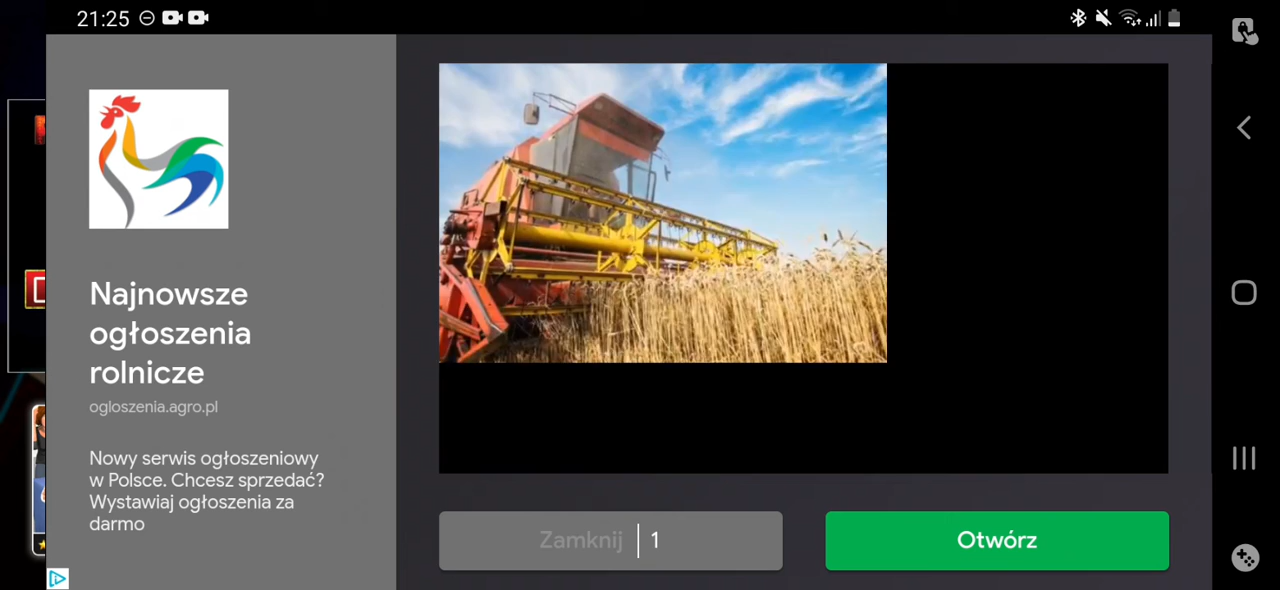 21:25
Najnowsze
ogłoszenia
rolnicze
ogloszenia.agro.pl
Nowy serwis ogłoszeniowy
w Polsce. Chcesz sprzedać?
Wystawiaj ogłoszenia za
darmo
Zamknij 1
Otwórz